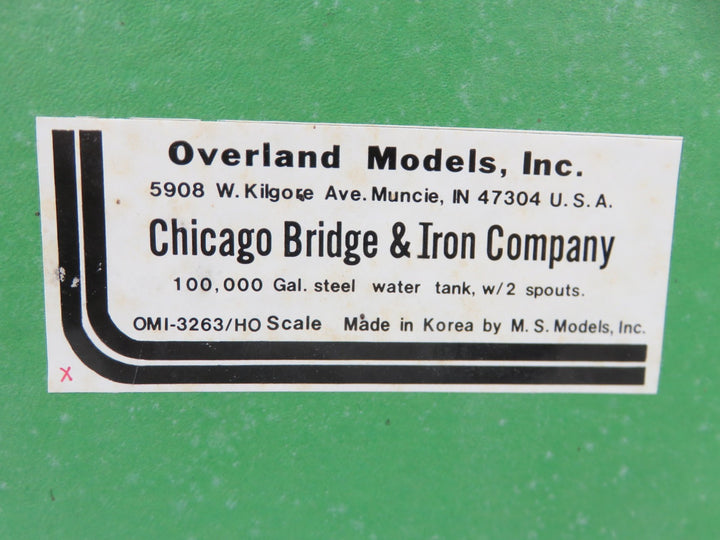 Overland Models, Inc.
5908 W. Kilgore Ave. Muncie, IN 47304 U. S. A.
Chicago Bridge & Iron Company
100,000 Gal. steel water tank, w/2 spouts.
OMI-3263/HO Scale Made in Korea by M. S. Models, Inc.
X